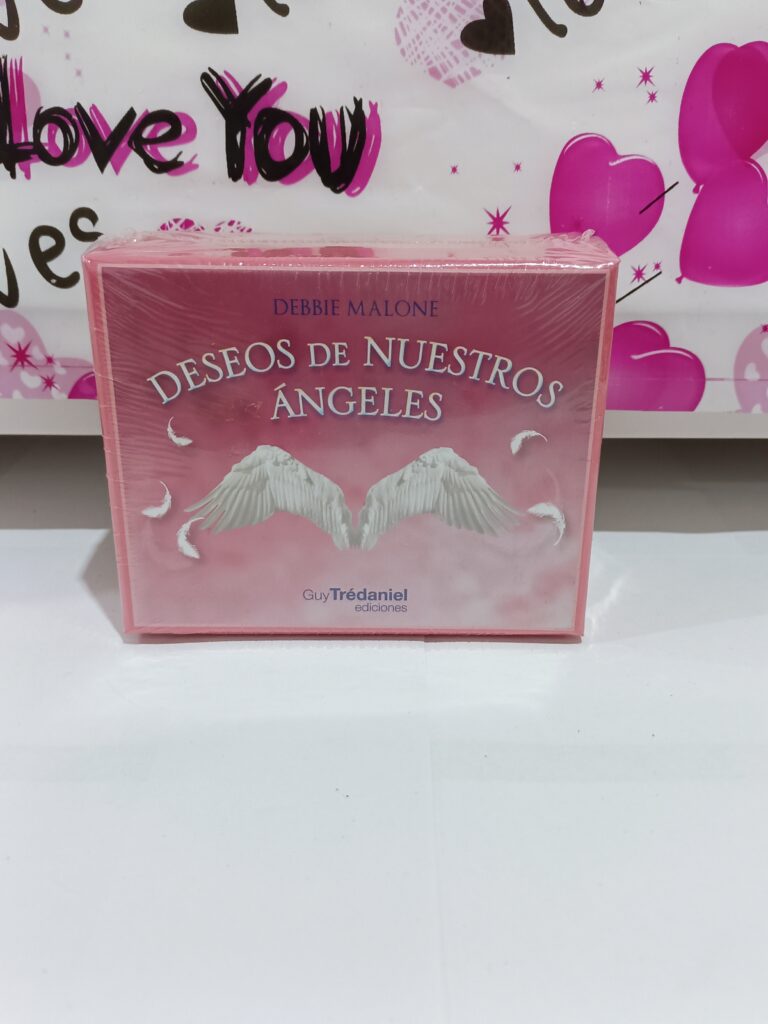 Love You
DEBBIE MALONE
DESEOS DE NUESTROS
ÁNGELES
GuyTrédaniel
ediciones